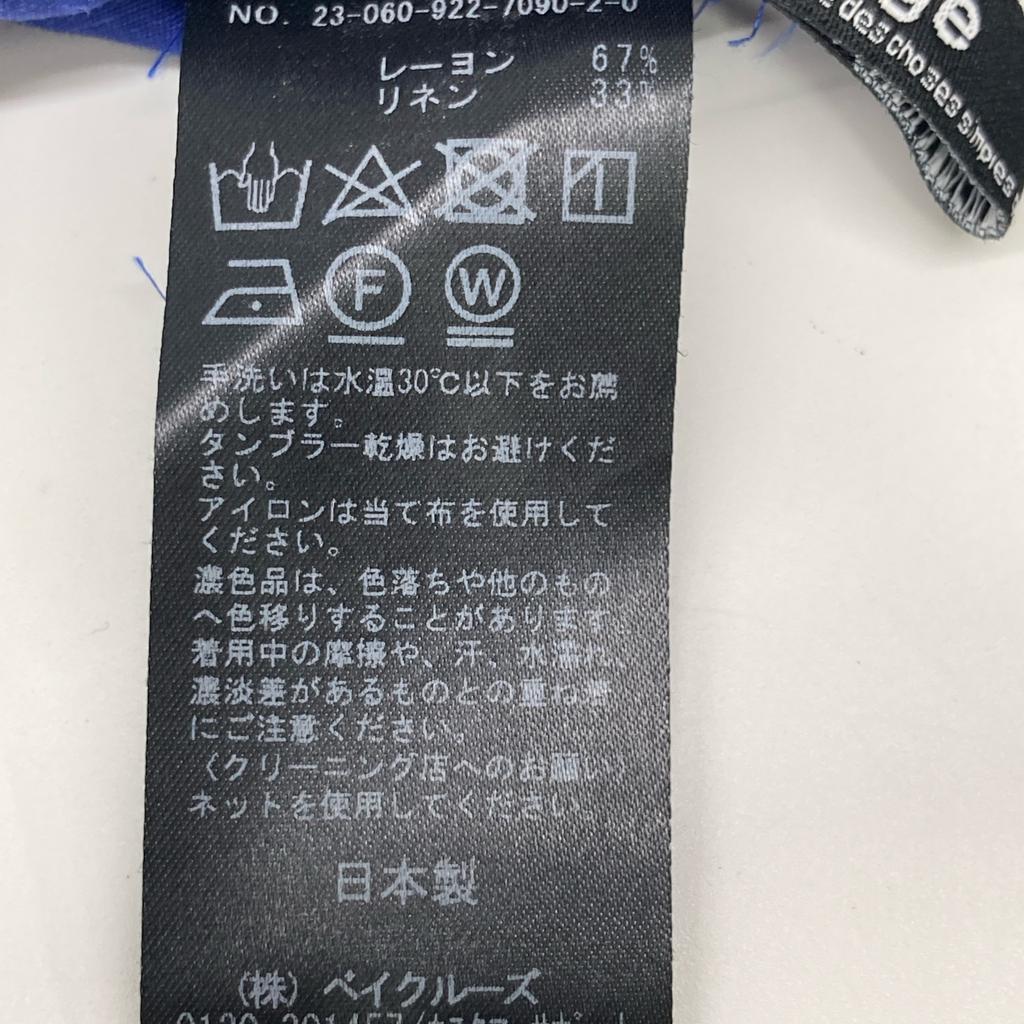 NO. 23-060-922-7090-2-0
レーヨン 67%
リネン 33%
F
W
手洗いは水温30℃以下をお薦
めします。
タンブラー乾燥はお避けくだ
さい。
アイロンは当て布を使用して
ください。
濃色品は、色落ちや他のもの
へ色移りすることがあります。
着用中の摩擦や、汗、水濡れ、
濃淡差があるものとの重ね着
にご注意ください。
(クリーニング店へのお願い)
ネットを使用してください
日本製
(株) ベイクルーズ
des choses simples